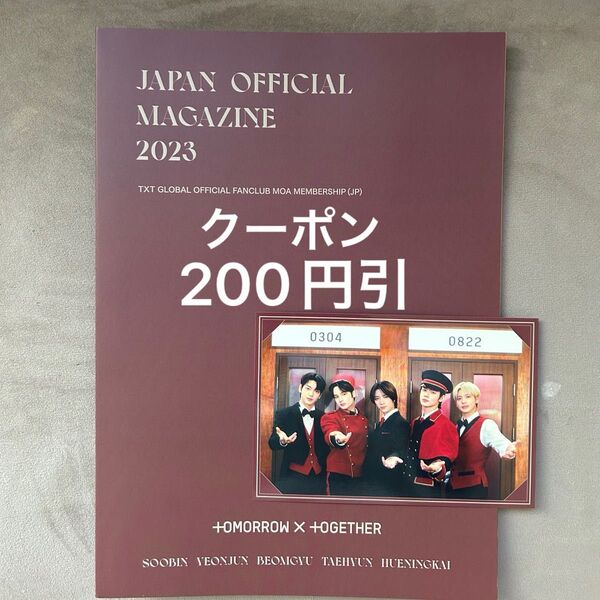 JAPAN OFFICIAL
MAGAZINE
2023
TXT GLOBAL OFFICIAL FANCLUB MOA MEMBERSHIP (JP)
クーポン
200円引
0304
0822
TOMORROW X TOGETHER
SOOBIN YEONJUN BEOMGYU TAEHYUN HUENINGKAI